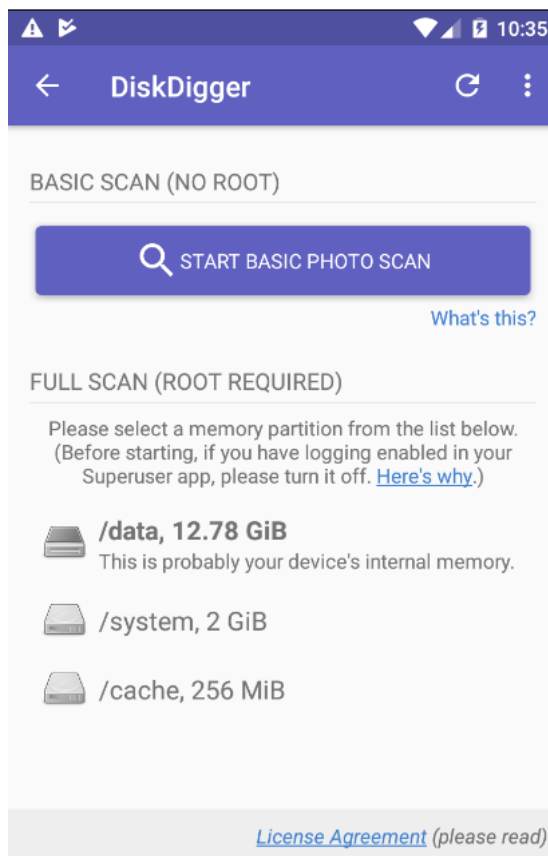 10:35
DiskDigger
BASIC SCAN (NO ROOT)
START BASIC PHOTO SCAN
What's this?
FULL SCAN (ROOT REQUIRED)
Please select a memory partition from the list below.
(Before starting, if you have logging enabled in your
Superuser app, please turn it off. Here's why.)
/data, 12.78 GiB
This is probably your device's internal memory.
/system, 2 GiB
/cache, 256 MiB
License Agreement (please read)